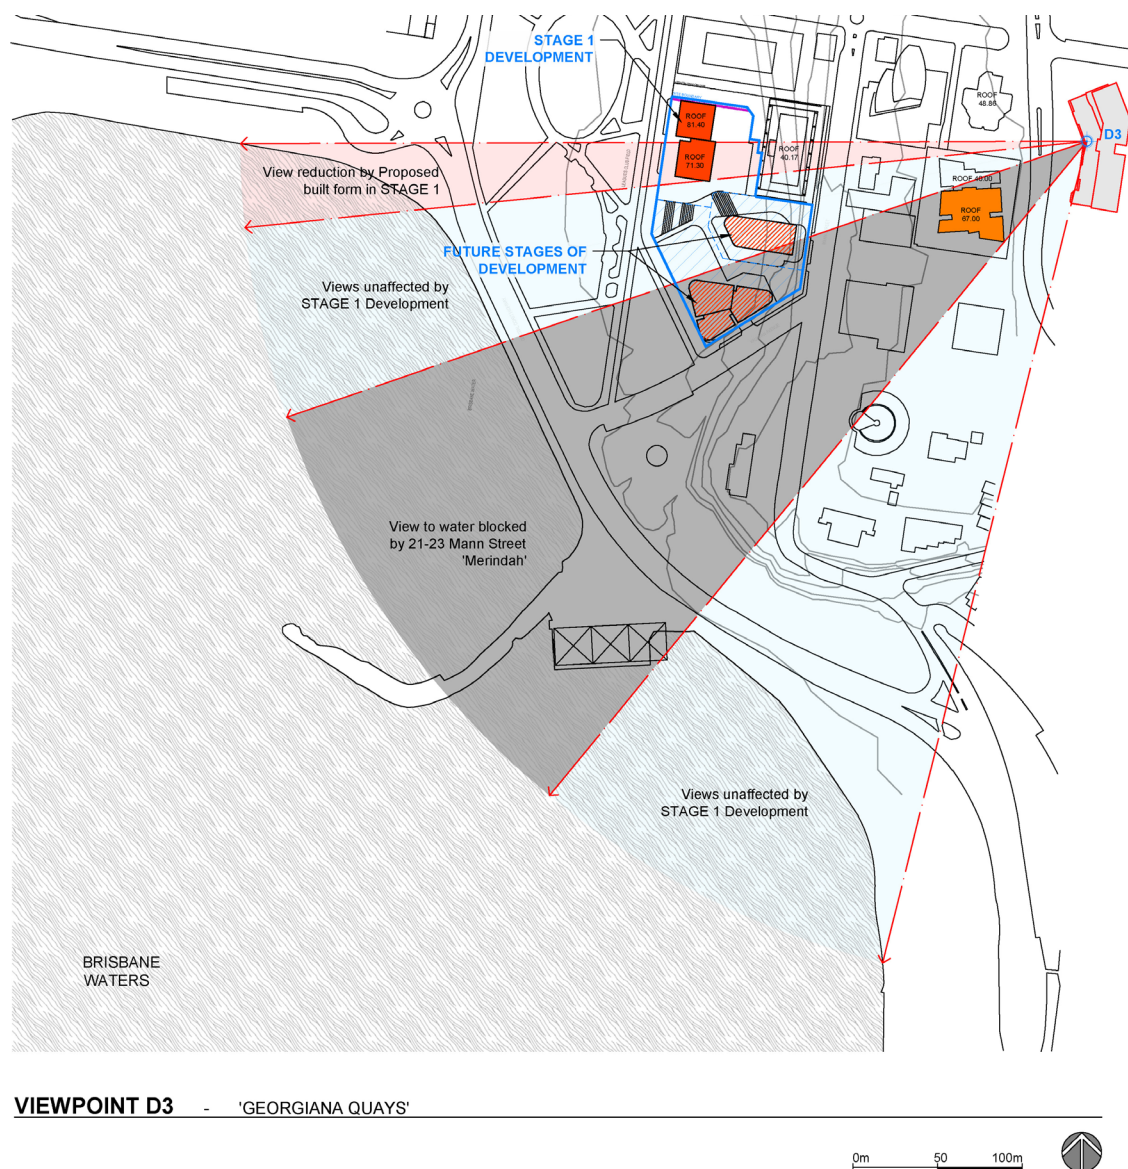 STAGE 1
DEVELOPMENT
ROOF
48.86
D3
ROOF
81.40
ROOF
40.17
ROOF
71.30
View reduction by Proposed
built form in STAGE 1
ROOF
67.00
FUTURE STAGES OF
DEVELOPMENT
Views unaffected by
STAGE 1 Development
View to water blocked
by 21-23 Mann Street
'Merindah'
Views unaffected by
STAGE 1 Development
BRISBANE
WATERS
VIEWPOINT D3 - 'GEORGIANA QUAYS'
0m 50 100m